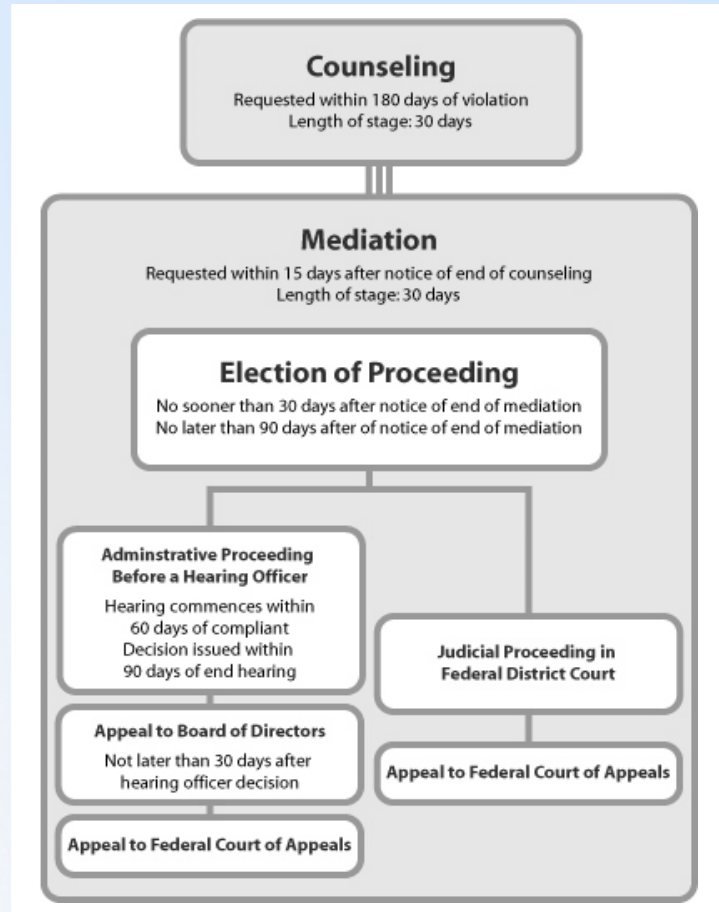 Counseling
Requested within 180 days of violation
Length of stage: 30 days
Mediation
Requested within 15 days after notice of end of counseling
Length of stage: 30 days
Election of Proceeding
No sooner than 30 days after notice of end of mediation
No later than 90 days after of notice of end of mediation
Adminstrative Proceeding
Before a Hearing Officer
Hearing commences within
60 days of compliant
Decision issued within
90 days of end hearing
Appeal to Board of Directors
Not later than 30 days after
hearing officer decision
Appeal to Federal Court of Appeals
Judicial Proceeding in
Federal District Court
Appeal to Federal Court of Appeals